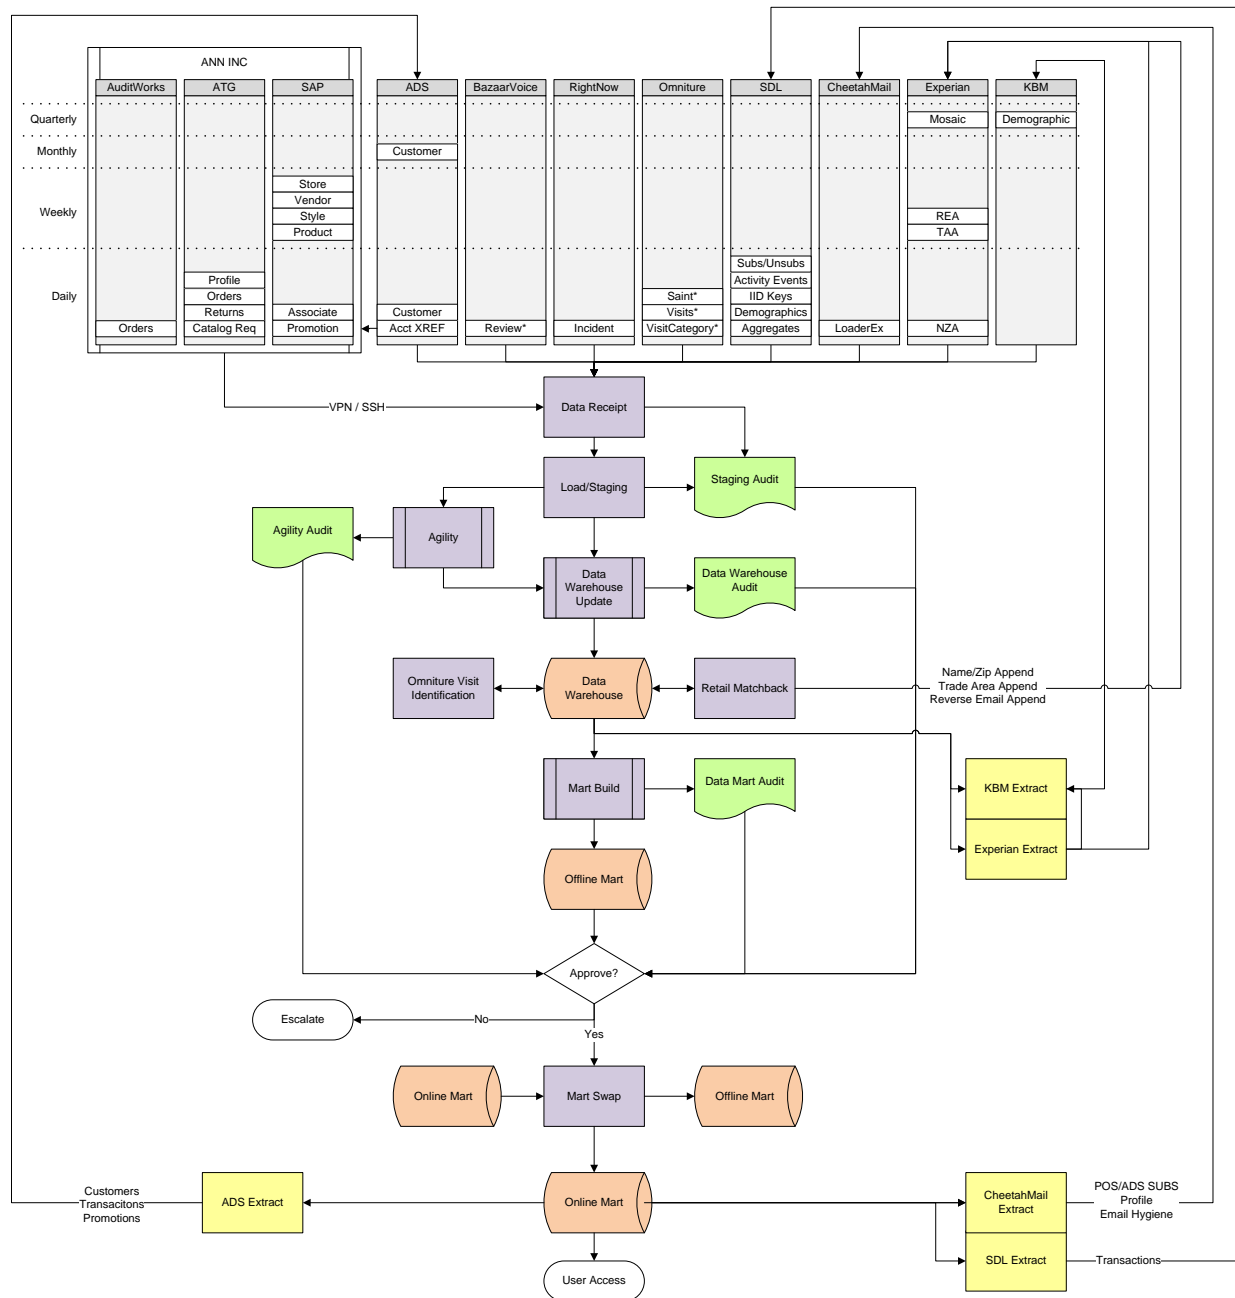 ANN INC
AuditWorks
ATG
SAP
ADS
BazaarVoice
RightNow
Omniture
SDL
CheetahMail
Experian
KBM
Quarterly
Mosaic
Demographic
Monthly
Customer
Weekly
Store
Vendor
Style
Product
REA
TAA
Daily
Subs/Unsubs
Profile
Activity Events
Orders
Saint*
IID Keys
Returns
Associate
Customer
Visits*
Demographics
Orders
Catalog Req
Promotion
Acct XREF
Review*
Incident
VisitCategory*
Aggregates
LoaderEx
NZA
VPN / SSH
Data Receipt
Load/Staging
Staging Audit
Agility Audit
Agility
Data
Warehouse
Update
Data Warehouse
Audit
Omniture Visit
Identification
Data
Warehouse
Retail Matchback
Name/Zip Append
Trade Area Append
Reverse Email Append
Mart Build
Data Mart Audit
KBM Extract
Experian Extract
Offline Mart
Approve?
Escalate
No
Yes
Online Mart
Mart Swap
Offline Mart
Customers
Transacitons
Promotions
ADS Extract
Online Mart
CheetahMail
Extract
POS/ADS SUBS
Profile
Email Hygiene
SDL Extract
Transactions
User Access